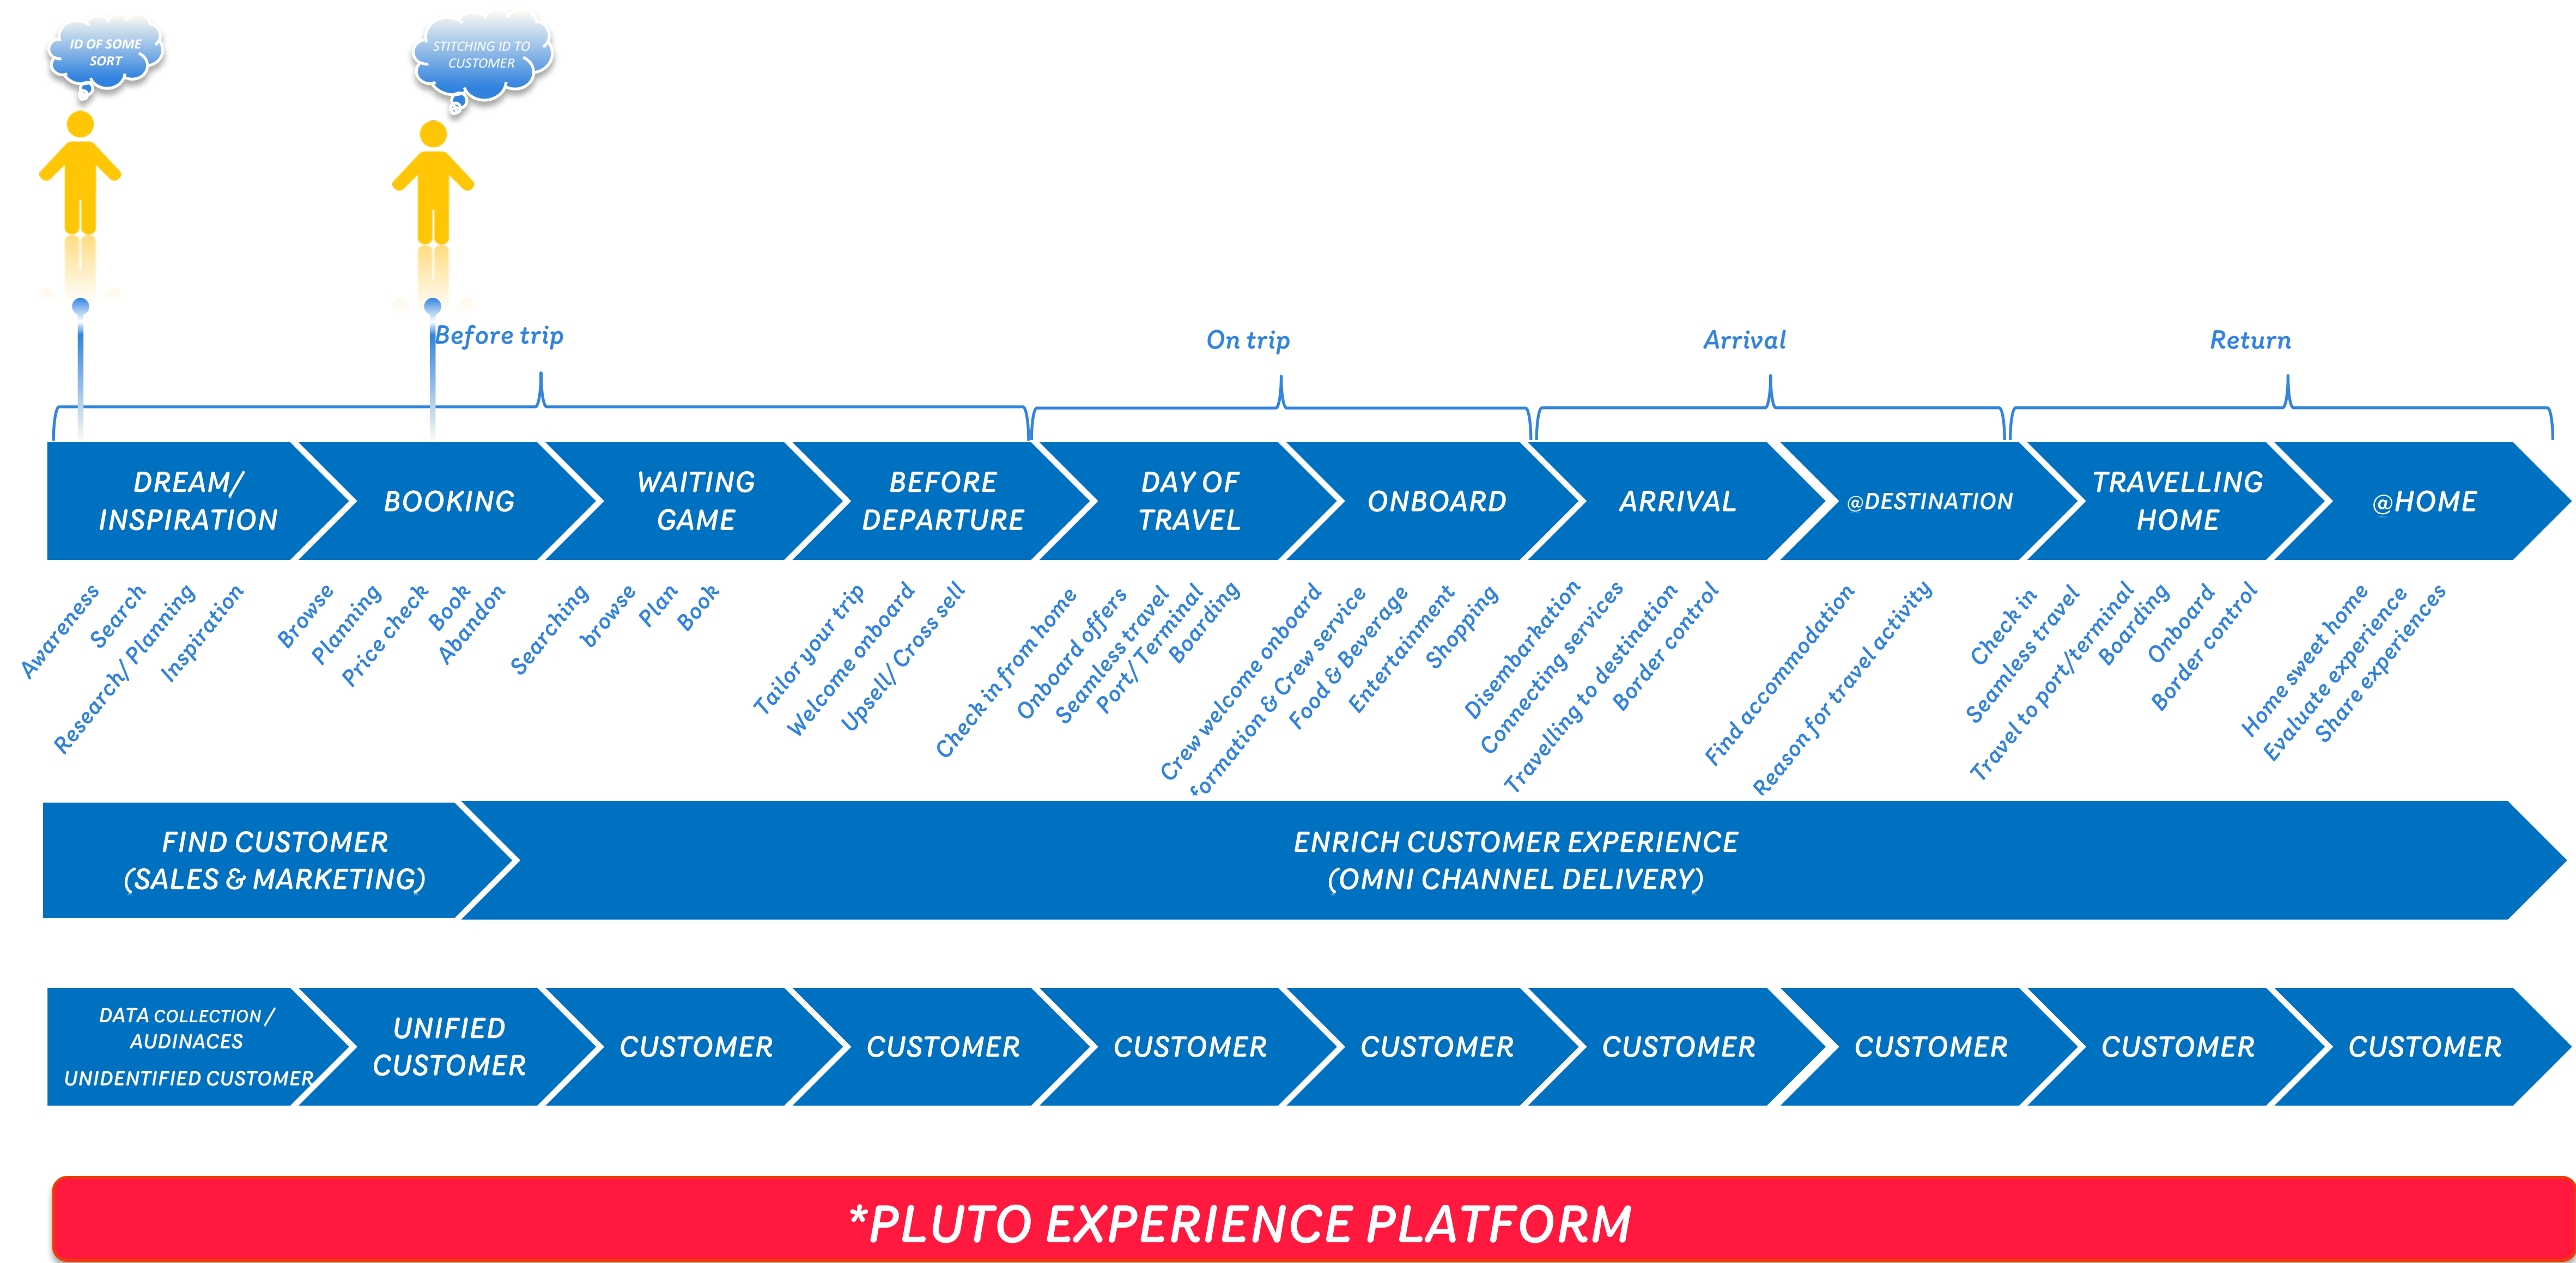 ID OF SOME
SORT
STITCHING ID TO
CUSTOMER
Before trip
On trip
Arrival
Return
DREAM/
INSPIRATION
BOOKING
WAITING
GAME
BEFORE
DEPARTURE
DAY OF
TRAVEL
ONBOARD
ARRIVAL
@DESTINATION
TRAVELLING
HOME
@HOME
Awareness
Search
Research/ Planning
Inspiration
Browse
Planning
Price check
Book
Abandon
Searching
browse
Plan
Book
Tailor your trip
Welcome onboard
Upsell/ Cross sell
Check in from home
Onboard offers
Seamless travel
Port/ Terminal
Boarding
Crew welcome onboard
formation & Crew service
Food & Beverage
Entertainment
Shopping
Disembarkation
Connecting services
Travelling to destination
Border control
Find accommodation
Reason for travel activity
Check in
Seamless travel
Travel to port/terminal
Boarding
Onboard
Border control
Home sweet home
Evaluate experience
Share experiences
FIND CUSTOMER
(SALES & MARKETING)
ENRICH CUSTOMER EXPERIENCE
(OMNI CHANNEL DELIVERY)
DATA COLLECTION /
AUDINACES
UNIDENTIFIED CUSTOMER
UNIFIED
CUSTOMER
CUSTOMER
CUSTOMER
CUSTOMER
CUSTOMER
CUSTOMER
CUSTOMER
CUSTOMER
CUSTOMER
*PLUTO EXPERIENCE PLATFORM